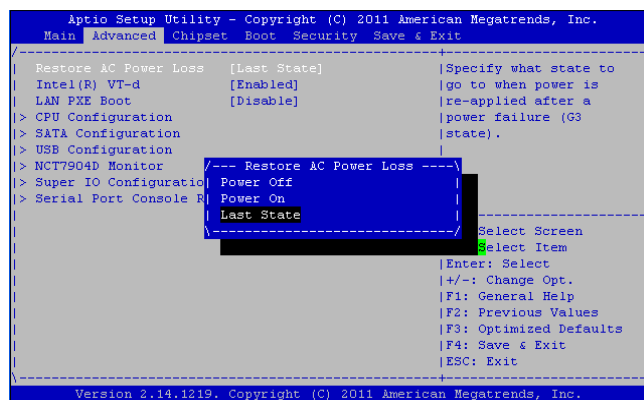 Aptio Setup Utility - Copyright (C) 2011 American Megatrends, Inc.
Main Advanced Chipset Boot Security Save & Exit
Restore AC Power Loss [Last State]
Intel(R) VT-d [Enabled]
LAN PXE Boot [Disable]
> CPU Configuration
> SATA Configuration
> USB Configuration
> NCT7904D Monitor
> Super IO Configuratio
> Serial Port Console R
--- Restore AC Power Loss ---
Power Off
Power On
Last State
Specify what state to
go to when power is
re-applied after a
power failure (G3
state).
Select Screen
Select Item
Enter: Select
+/-: Change Opt.
F1: General Help
F2: Previous Values
F3: Optimized Defaults
F4: Save & Exit
ESC: Exit
Version 2.14.1219. Copyright (C) 2011 American Megatrends, Inc.